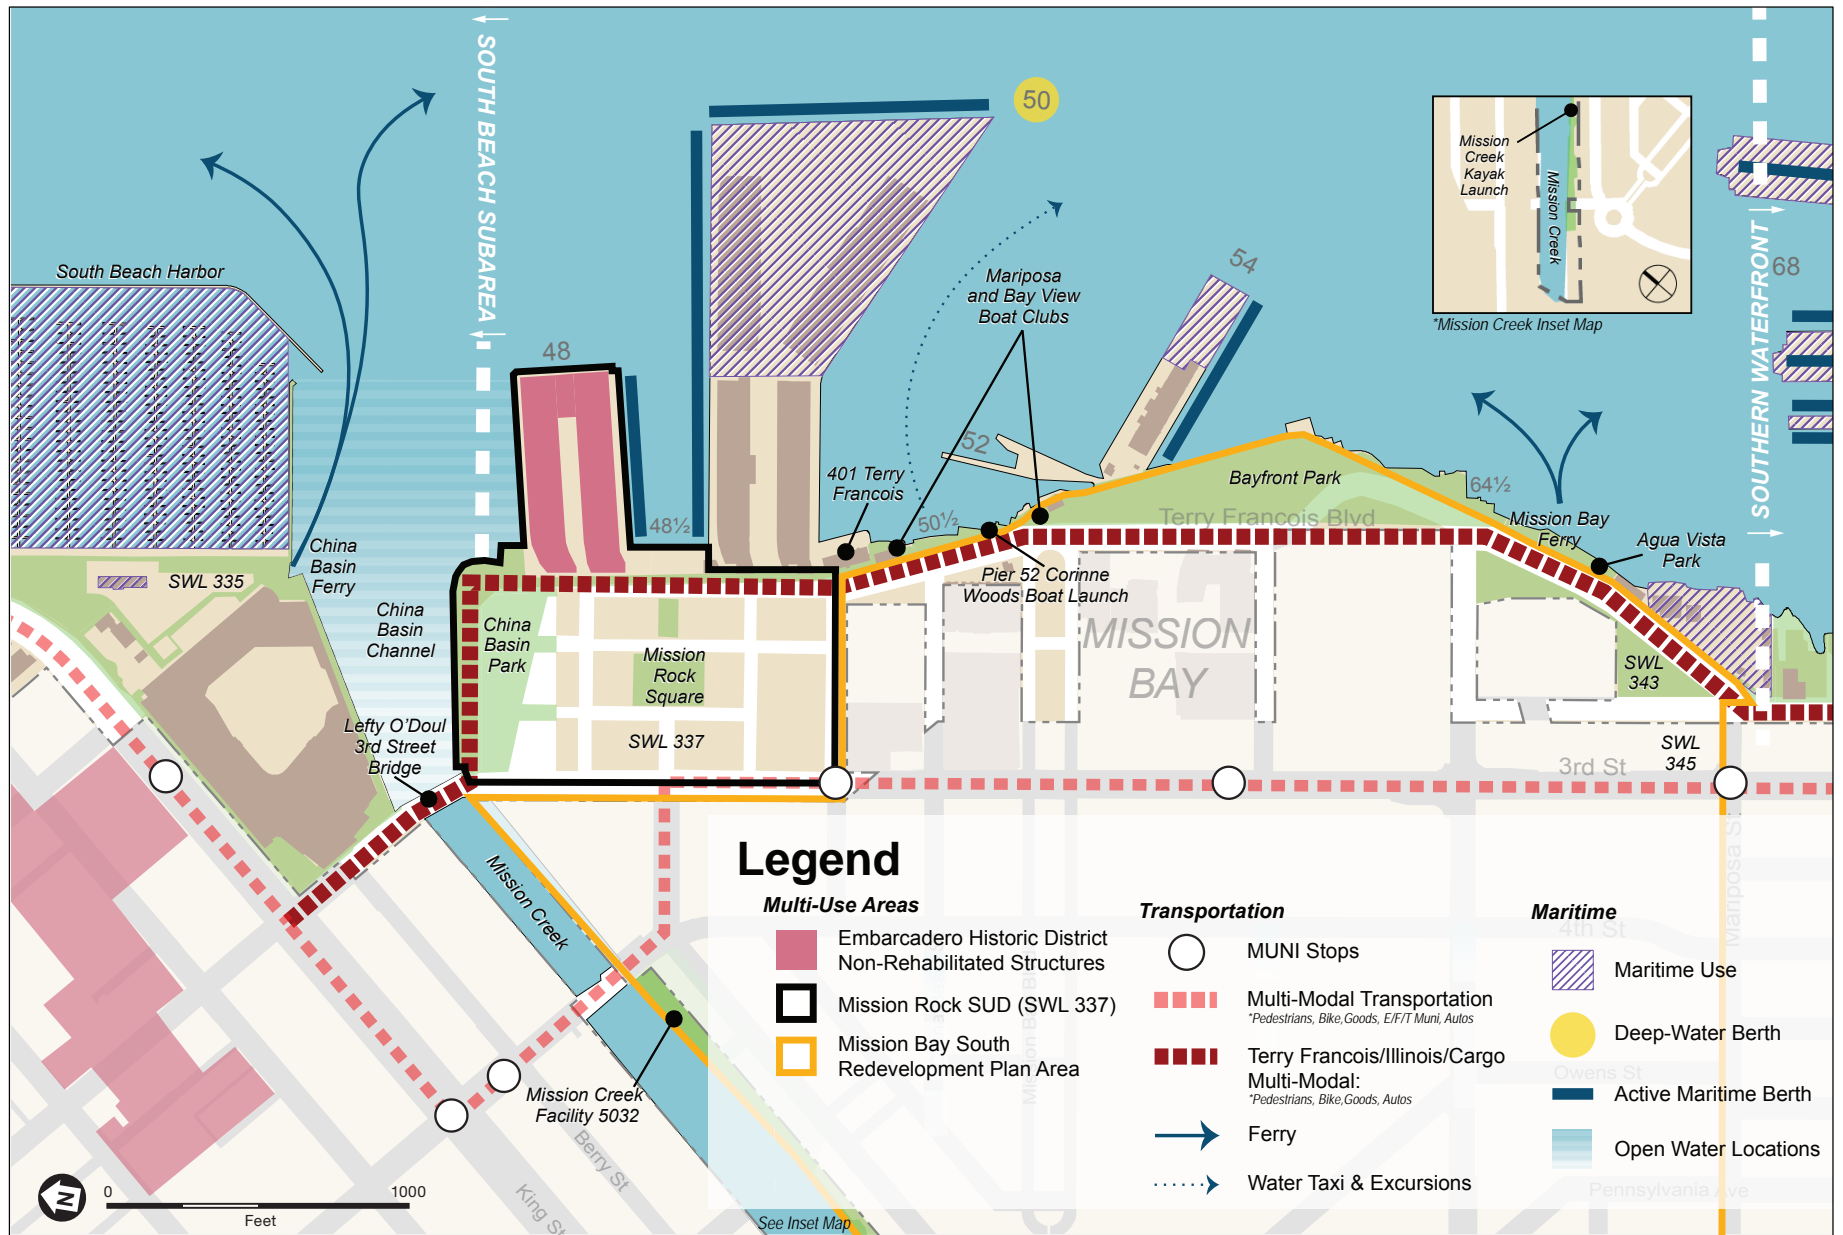 SOUTH BEACH SUBAREA
50
Mission
Creek
Kayak
Launch
Mission Creek
*Mission Creek Inset Map
SOUTHERN WATERFRONT
68
South Beach Harbor
54
Mariposa
and Bay View
Boat Clubs
48
52
401 Terry
Francois
48½
50½
Bayfront Park
64½
Terry Francois Blvd
Mission Bay
Ferry
Agua Vista
Park
China
Basin
Ferry
SWL 335
China
Basin
Channel
Pier 52 Corinne
Woods Boat Launch
China
Basin
Park
Mission
Rock
Square
MISSION
BAY
SWL
343
Lefty O'Doul
3rd Street
Bridge
SWL 337
SWL
345
3rd St
Mission Creek
Mission Creek
Facility 5032
Berry St
King St
See Inset Map
N
0 1000
Feet
Legend
Multi-Use Areas
Embarcadero Historic District
Non-Rehabilitated Structures
Mission Rock SUD (SWL 337)
Mission Bay South
Redevelopment Plan Area
Transportation
MUNI Stops
Multi-Modal Transportation
*Pedestrians, Bike,Goods, E/F/T Muni, Autos
Terry Francois/Illinois/Cargo
Multi-Modal:
*Pedestrians, Bike,Goods, Autos
Ferry
Water Taxi & Excursions
Maritime
4th St
Maritime Use
Deep-Water Berth
Owens St
Active Maritime Berth
Open Water Locations
Pennsylvania Ave
Mariposa St